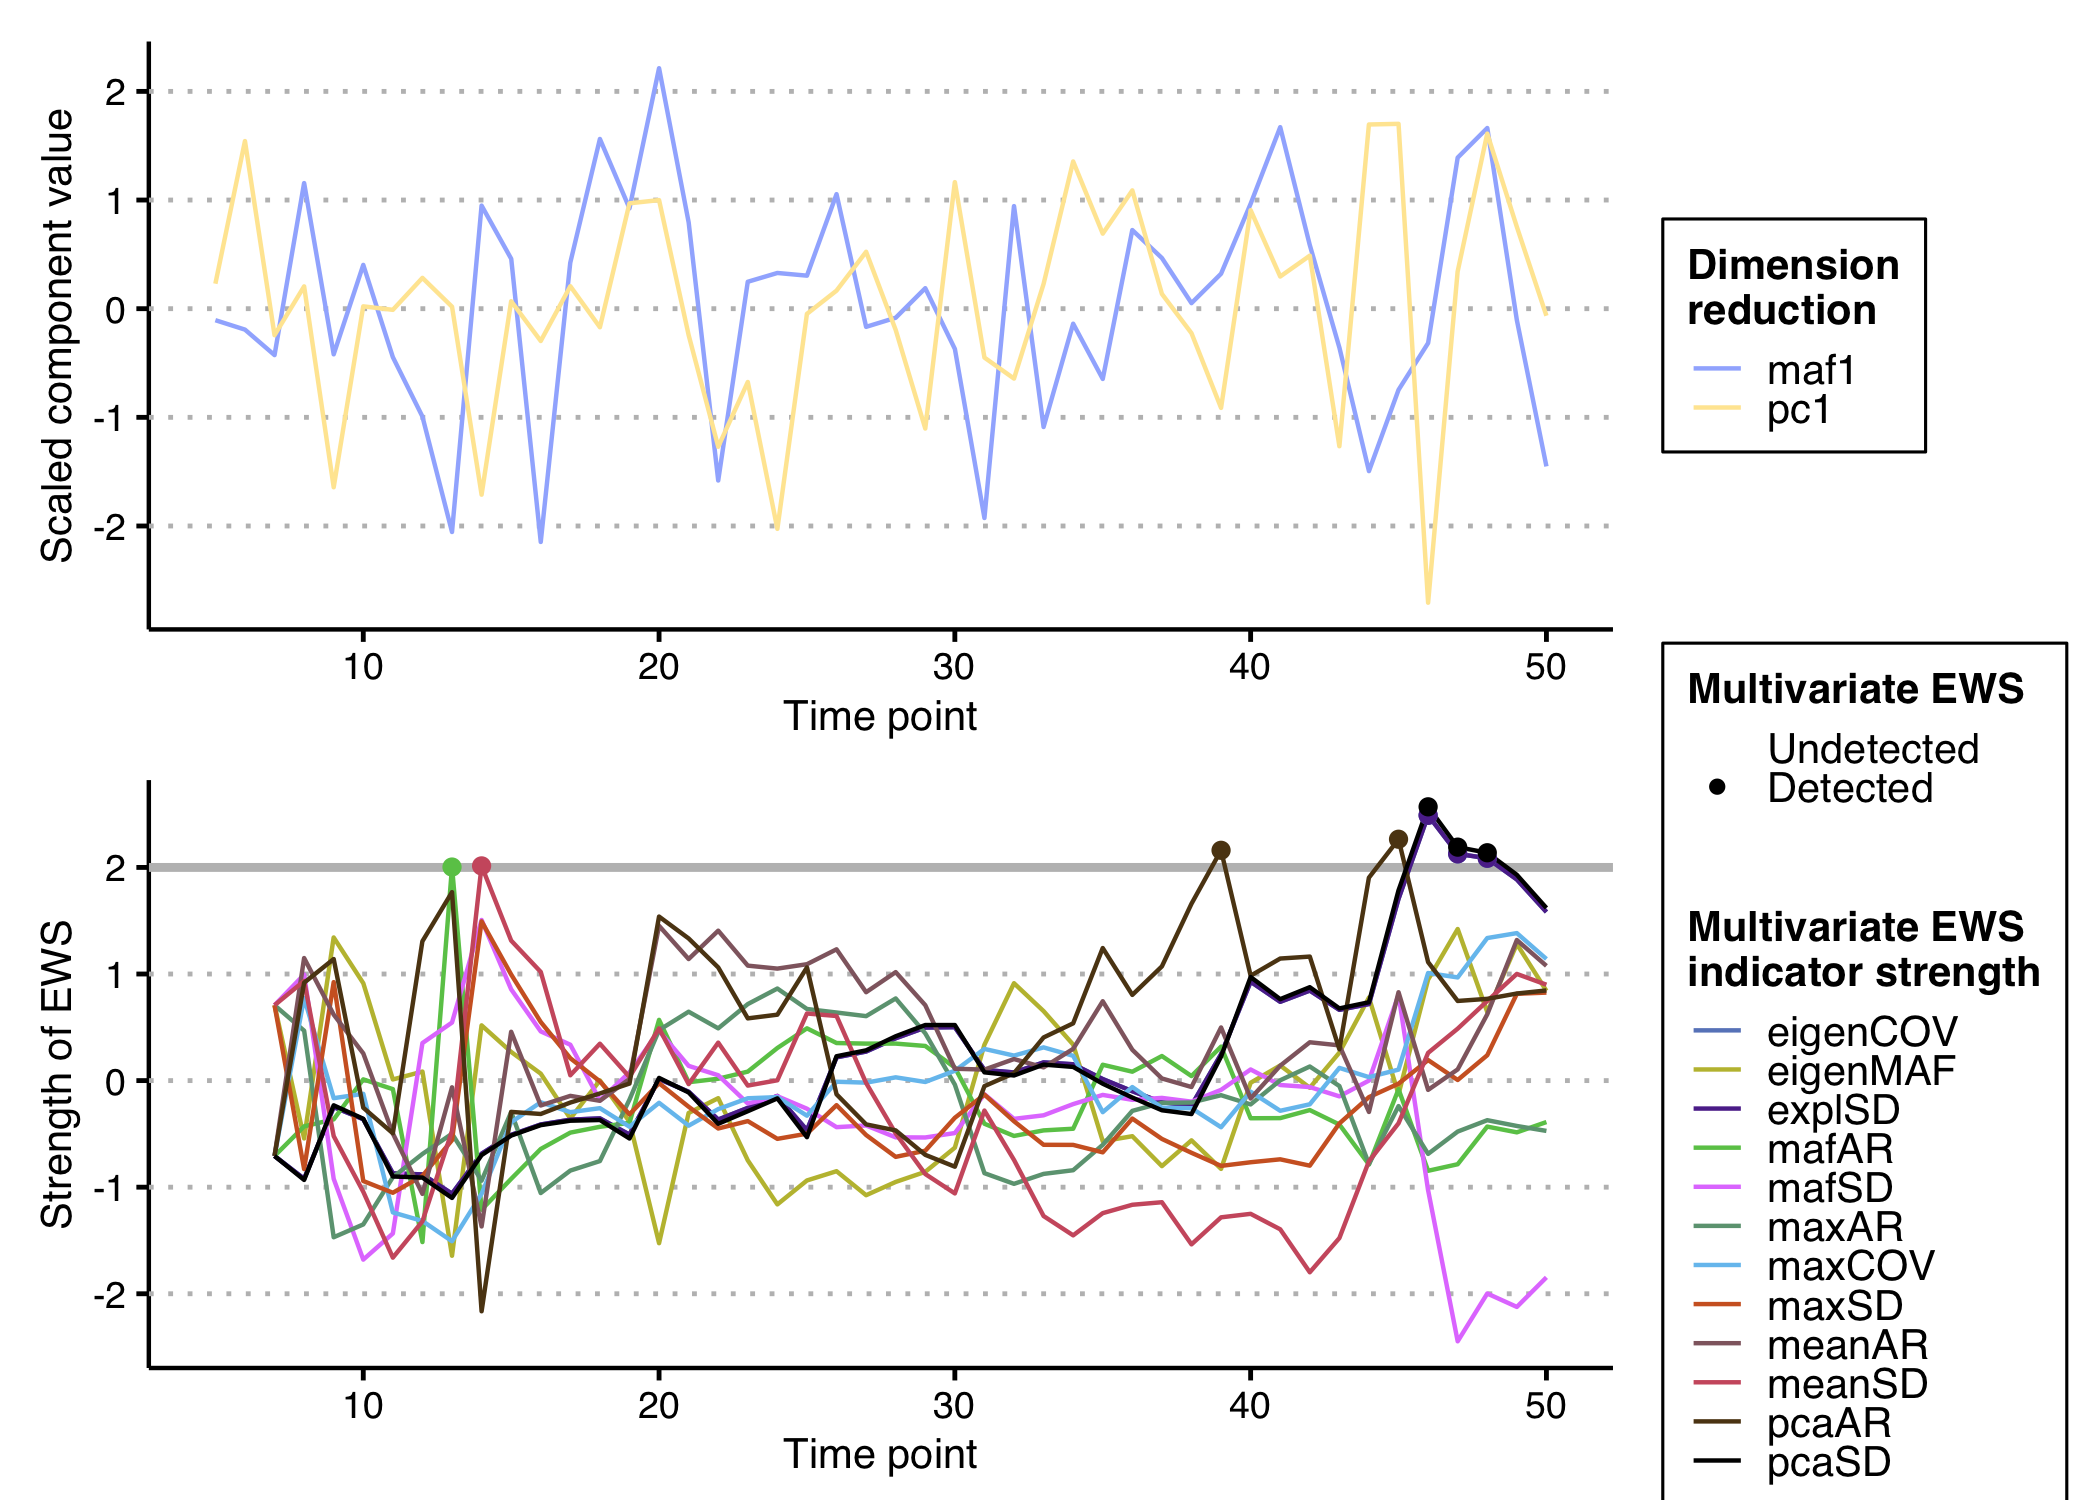 Scaled component value
2
1
0
-1
-2
10
20
30
40
50
Time point
Dimension
reduction
maf1
pc1
Strength of EWS
2
1
0
-1
-2
10
20
30
40
50
Time point
Multivariate EWS
Undetected
Detected
Multivariate EWS
indicator strength
eigenCOV
eigenMAF
explSD
mafAR
mafSD
maxAR
maxCOV
maxSD
meanAR
meanSD
pcaAR
pcaSD